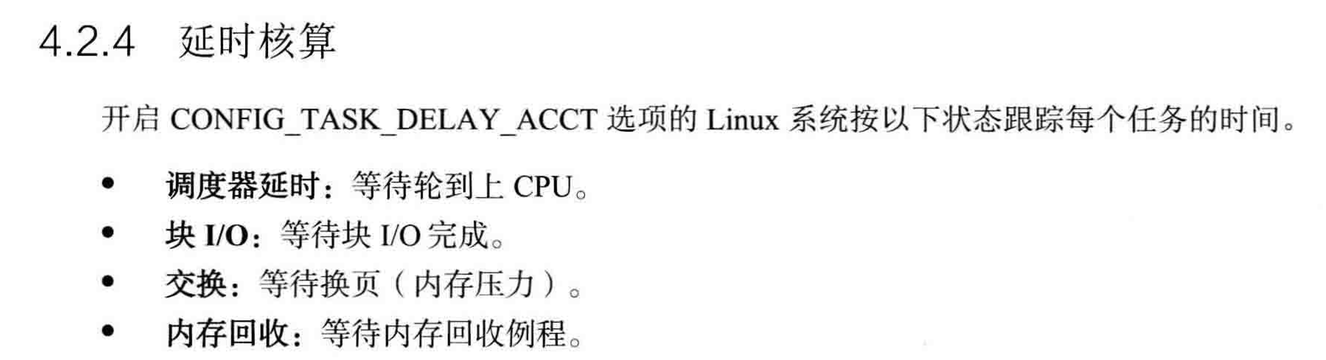 4.2.4 延时核算
开启 CONFIG_TASK_DELAY_ACCT 选项的 Linux 系统按以下状态跟踪每个任务的时间。
• 调度器延时：等待轮到上 CPU。
• 块 I/O：等待块 I/O 完成。
• 交换：等待换页（内存压力）。
• 内存回收：等待内存回收例程。